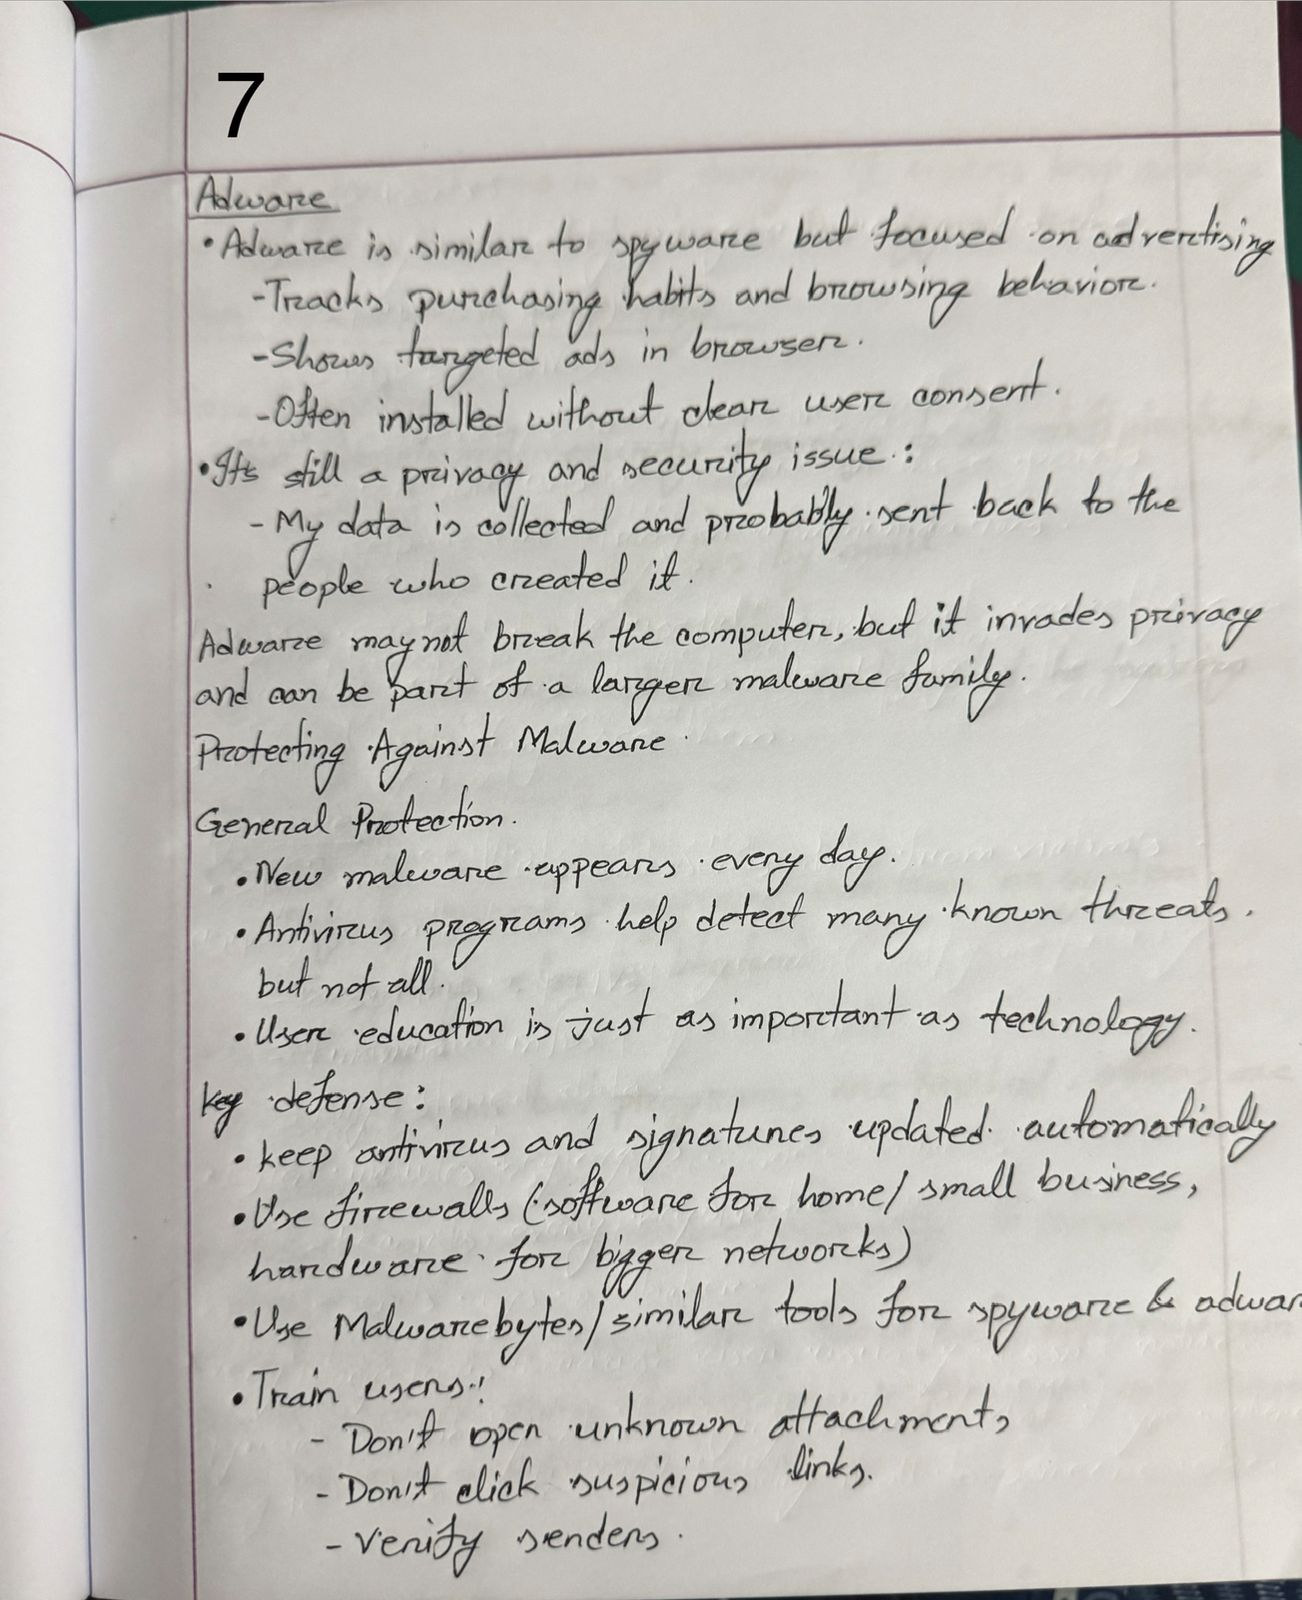 7
Adware
• Adware is similar to spyware but focused on advertising
-Tracks purchasing habits and browsing behavior.
-Shows targeted ads in browser.
-Often installed without clear user consent.
• Its still a privacy and security issue :
- My data is collected and probably sent back to the
people who created it.
Adware may not break the computer, but it invades privacy
and can be part of a larger malware family.
Protecting Against Malware
General Protection.
• New malware appears every day.
• Antivirus programs help detect many known threats.
but not all.
• User education is just as important as technology.
Key defense :
• keep antivirus and signatures updated automatically
• Use firewalls (software for home/ small business,
hardware for bigger networks)
• Use Malwarebytes/similar tools for spyware & adwar
• Train users :
- Don't open unknown attachments
- Don't click suspicious links.
- Verify senders.